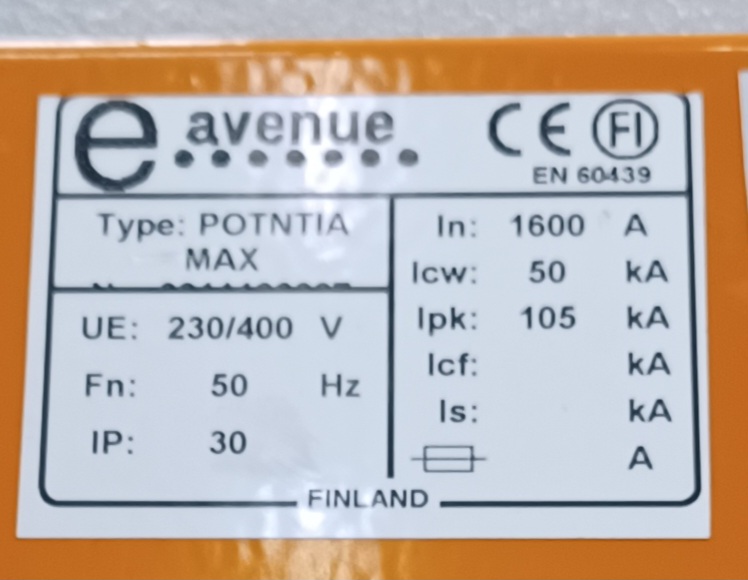 e avenue
CE FI
EN 60439
Type: POTNTIA
MAX
UE: 230/400 V
Fn: 50 Hz
IP: 30
In: 1600 A
Icw: 50 kA
Ipk: 105 kA
Icf: kA
Is: kA
A
FINLAND